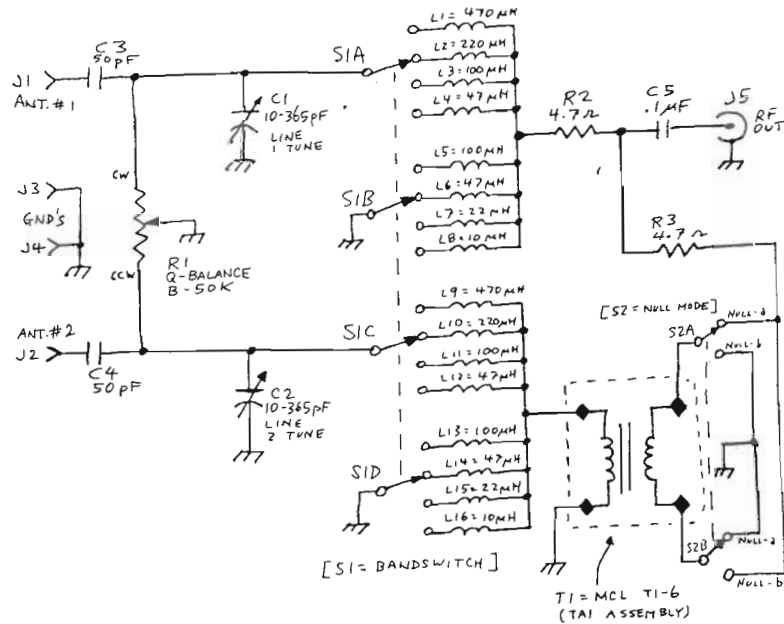 C3
50pF
J1
ANT.#1
C1
10-365pF
LINE
1 TUNE
S1A
L1=470µH
L2=220µH
L3=100µH
L4=47µH
L5=100µH
L6=47µH
L7=22µH
L8=10µH
S1B
R2
4.7Ω
C5
.1µF
J5
RF
OUT
R3
4.7Ω
J3
GND'S
J4
CW
CCW
R1
Q-BALANCE
B-50K
ANT.#2
J2
C4
50pF
C2
10-365pF
LINE
2 TUNE
S1C
L9=470µH
L10=220µH
L11=100µH
L12=47µH
L13=100µH
L14=47µH
L15=22µH
L16=10µH
S1D
[S1=BANDSWITCH]
[S2=NULL MODE]
S2A
NULL-a
NULL-b
S2B
NULL-a
NULL-b
T1=MCL T1-6
(TA1 ASSEMBLY)